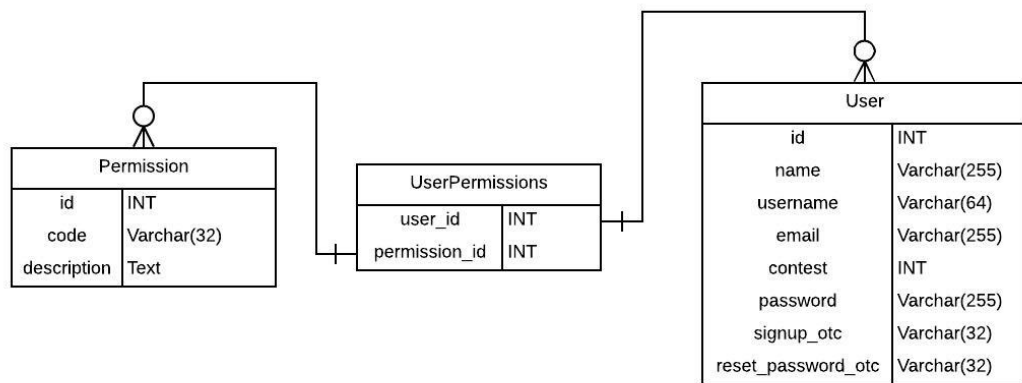 Permission
id INT
code Varchar(32)
description Text
UserPermissions
user_id INT
permission_id INT
User
id INT
name Varchar(255)
username Varchar(64)
email Varchar(255)
contest INT
password Varchar(255)
signup_otc Varchar(32)
reset_password_otc Varchar(32)